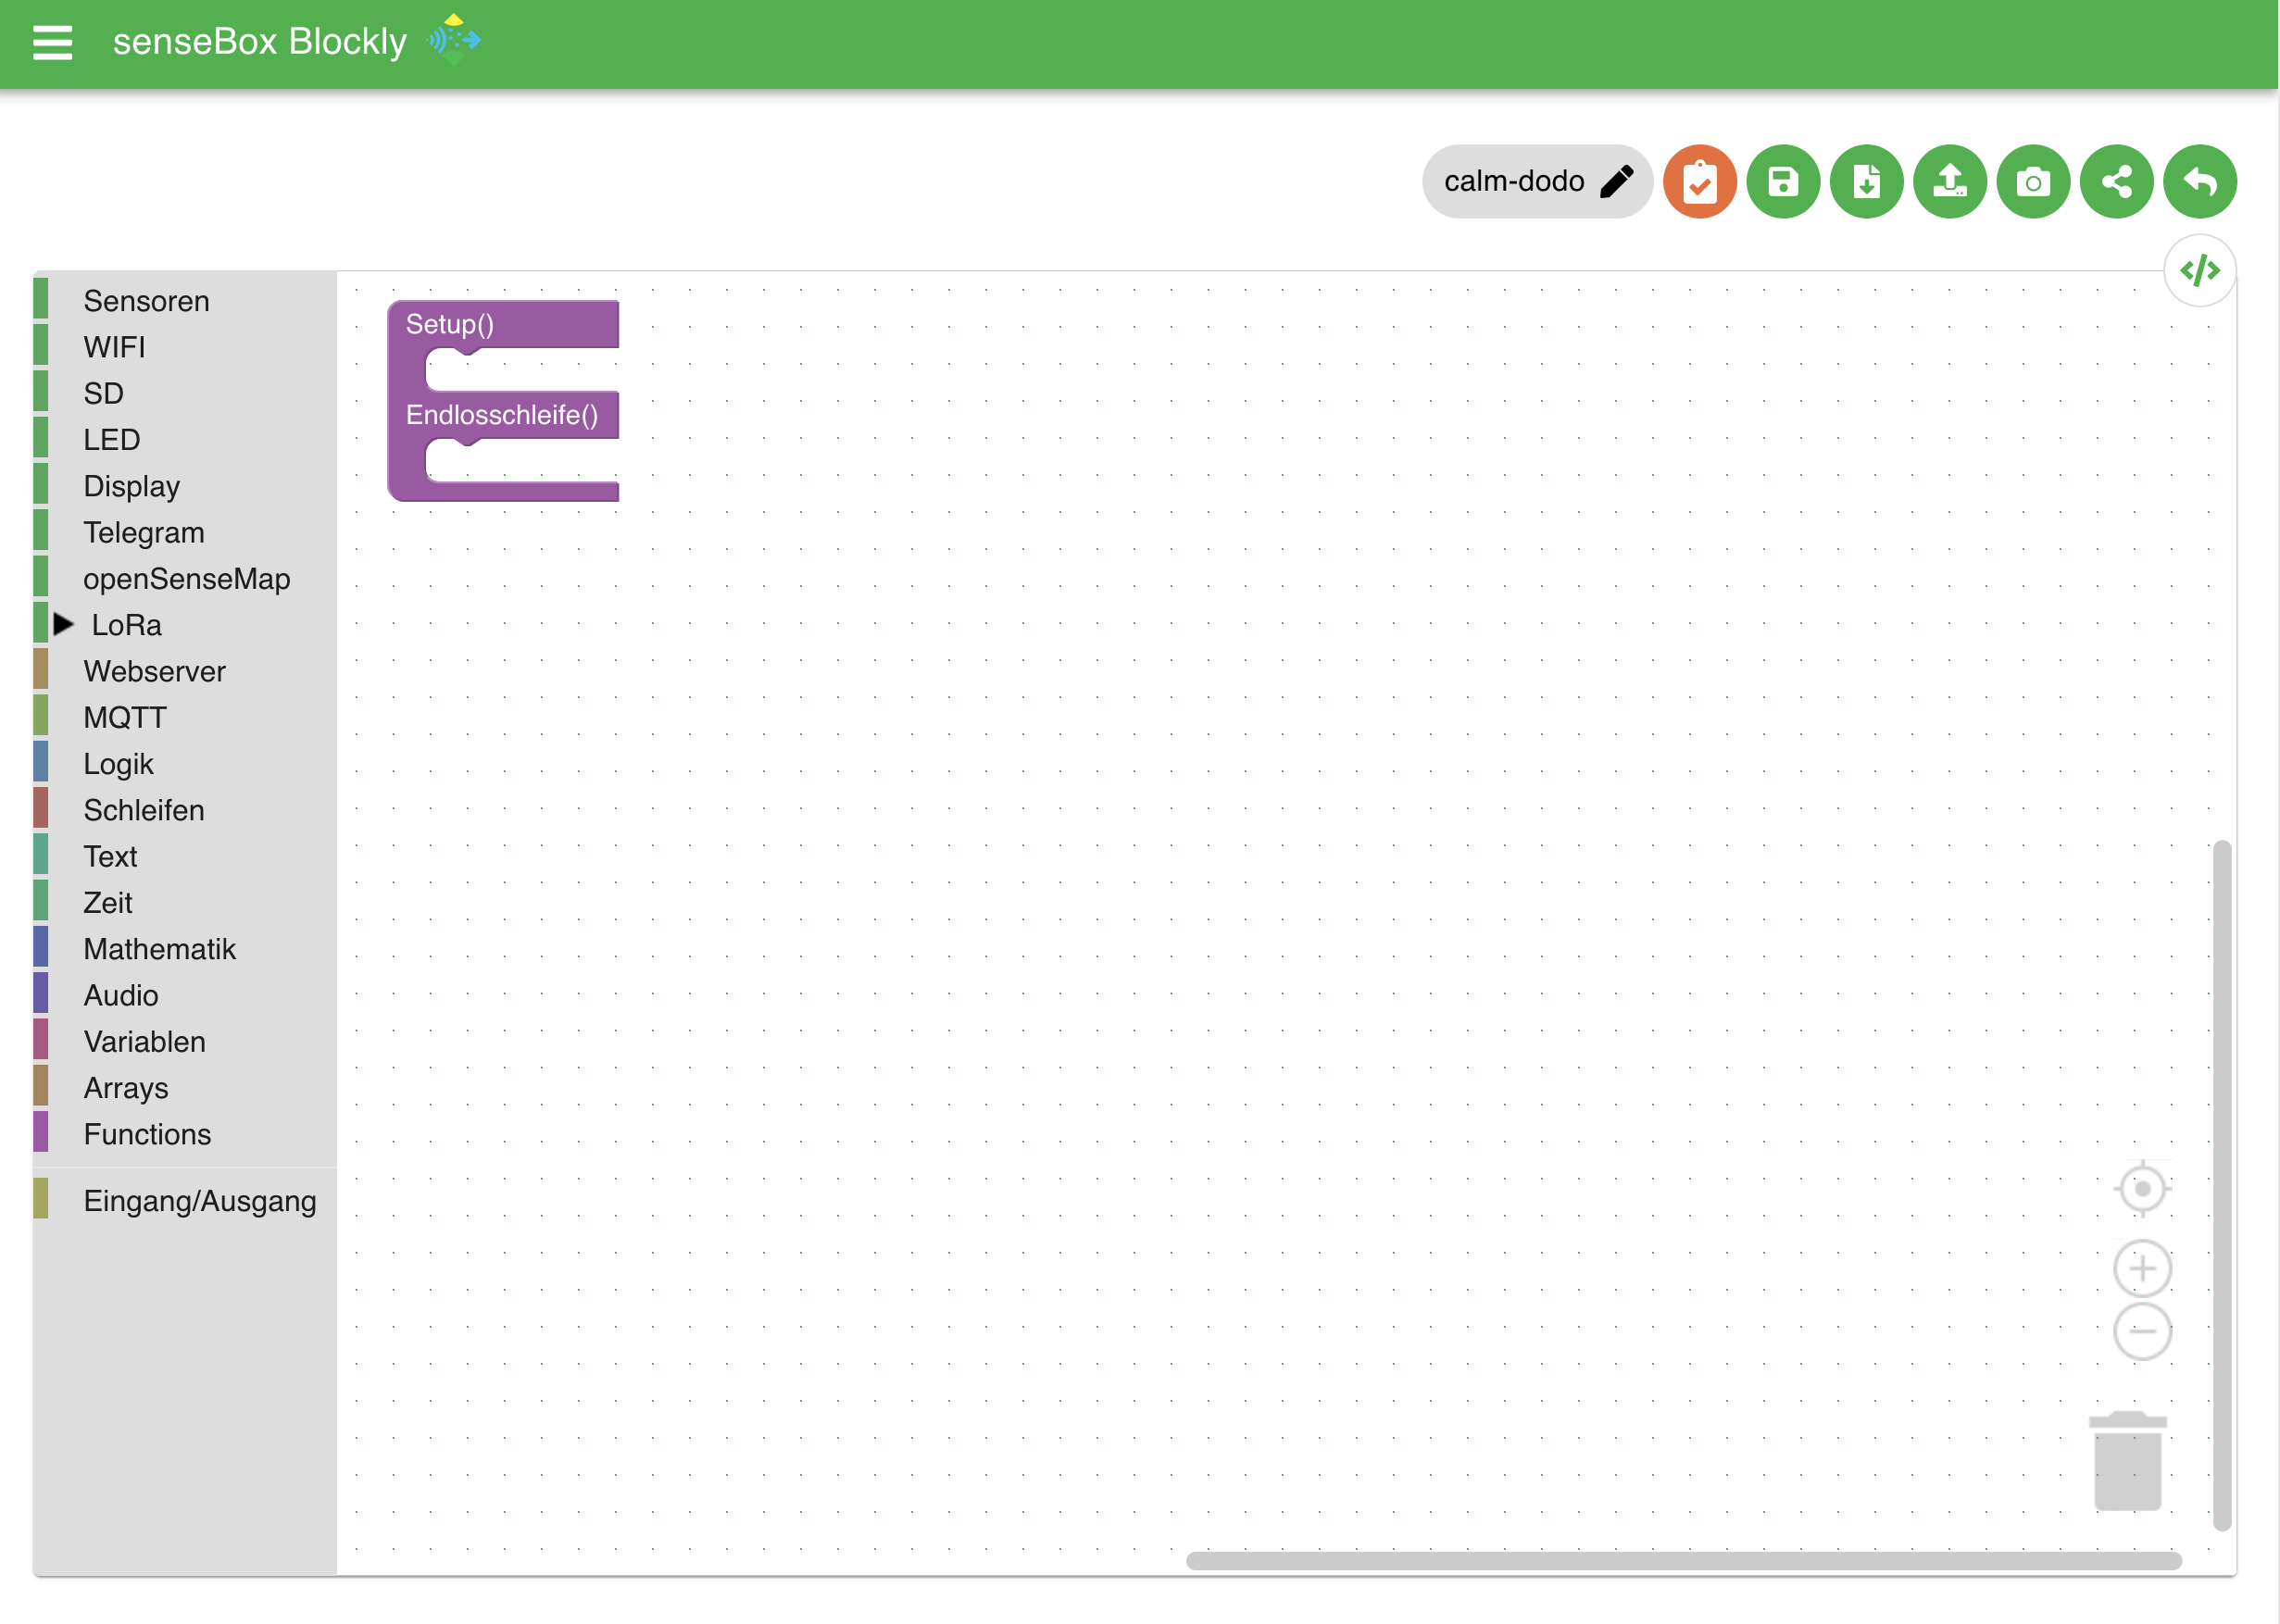 senseBox Blockly
calm-dodo
Sensoren
WIFI
SD
LED
Display
Telegram
openSenseMap
LoRa
Webserver
MQTT
Logik
Schleifen
Text
Zeit
Mathematik
Audio
Variablen
Arrays
Functions
Eingang/Ausgang
Setup()
Endlosschleife()